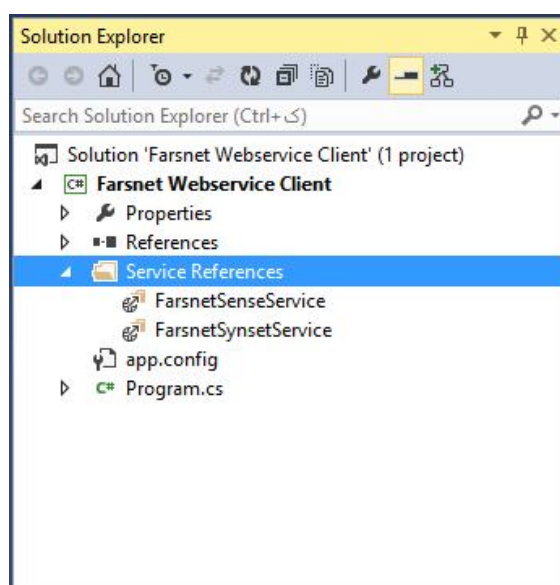 Solution Explorer
Search Solution Explorer (Ctrl+ک)
Solution 'Farsnet Webservice Client' (1 project)
C# Farsnet Webservice Client
Properties
References
Service References
FarsnetSenseService
FarsnetSynsetService
app.config
C# Program.cs